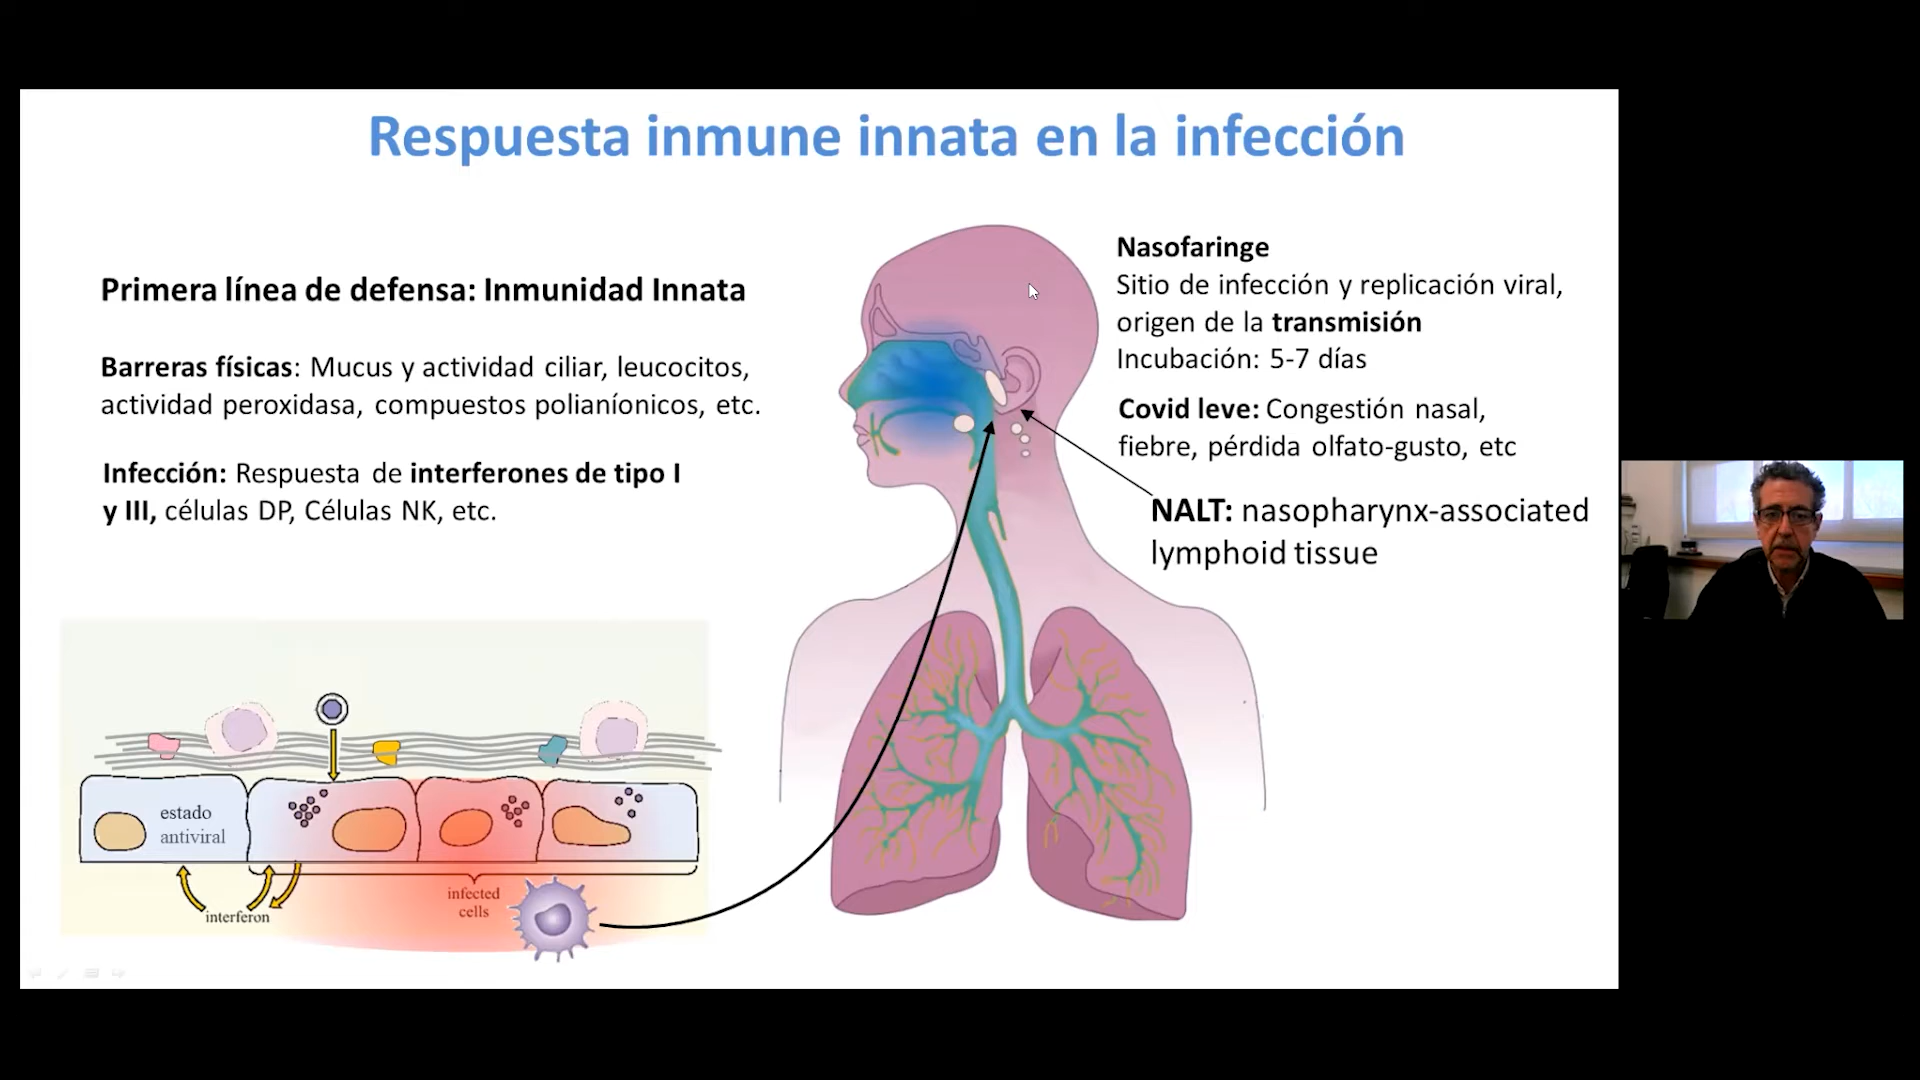 Respuesta inmune innata en la infección
Primera línea de defensa: Inmunidad Innata
Barreras físicas: Mucus y actividad ciliar, leucocitos,
actividad peroxidasa, compuestos polianíonicos, etc.
Infección: Respuesta de interferones de tipo I
y III, células DP, Células NK, etc.
Nasofaringe
Sitio de infección y replicación viral,
origen de la transmisión
Incubación: 5-7 días
Covid leve: Congestión nasal,
fiebre, pérdida olfato-gusto, etc
NALT: nasopharynx-associated
lymphoid tissue
estado
antiviral
interferon
infected
cells